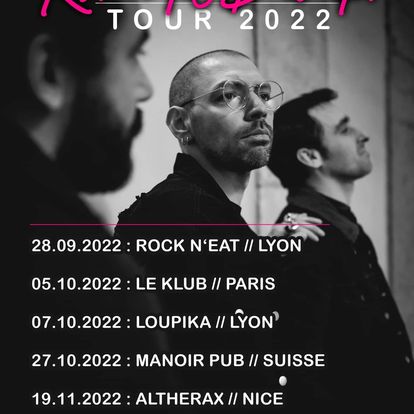 TOUR 2022
28.09.2022 : ROCK N'EAT // LYON
05.10.2022 : LE KLUB // PARIS
07.10.2022 : LOUPIKA // LYON
27.10.2022 : MANOIR PUB // SUISSE
19.11.2022 : ALTHERAX // NICE